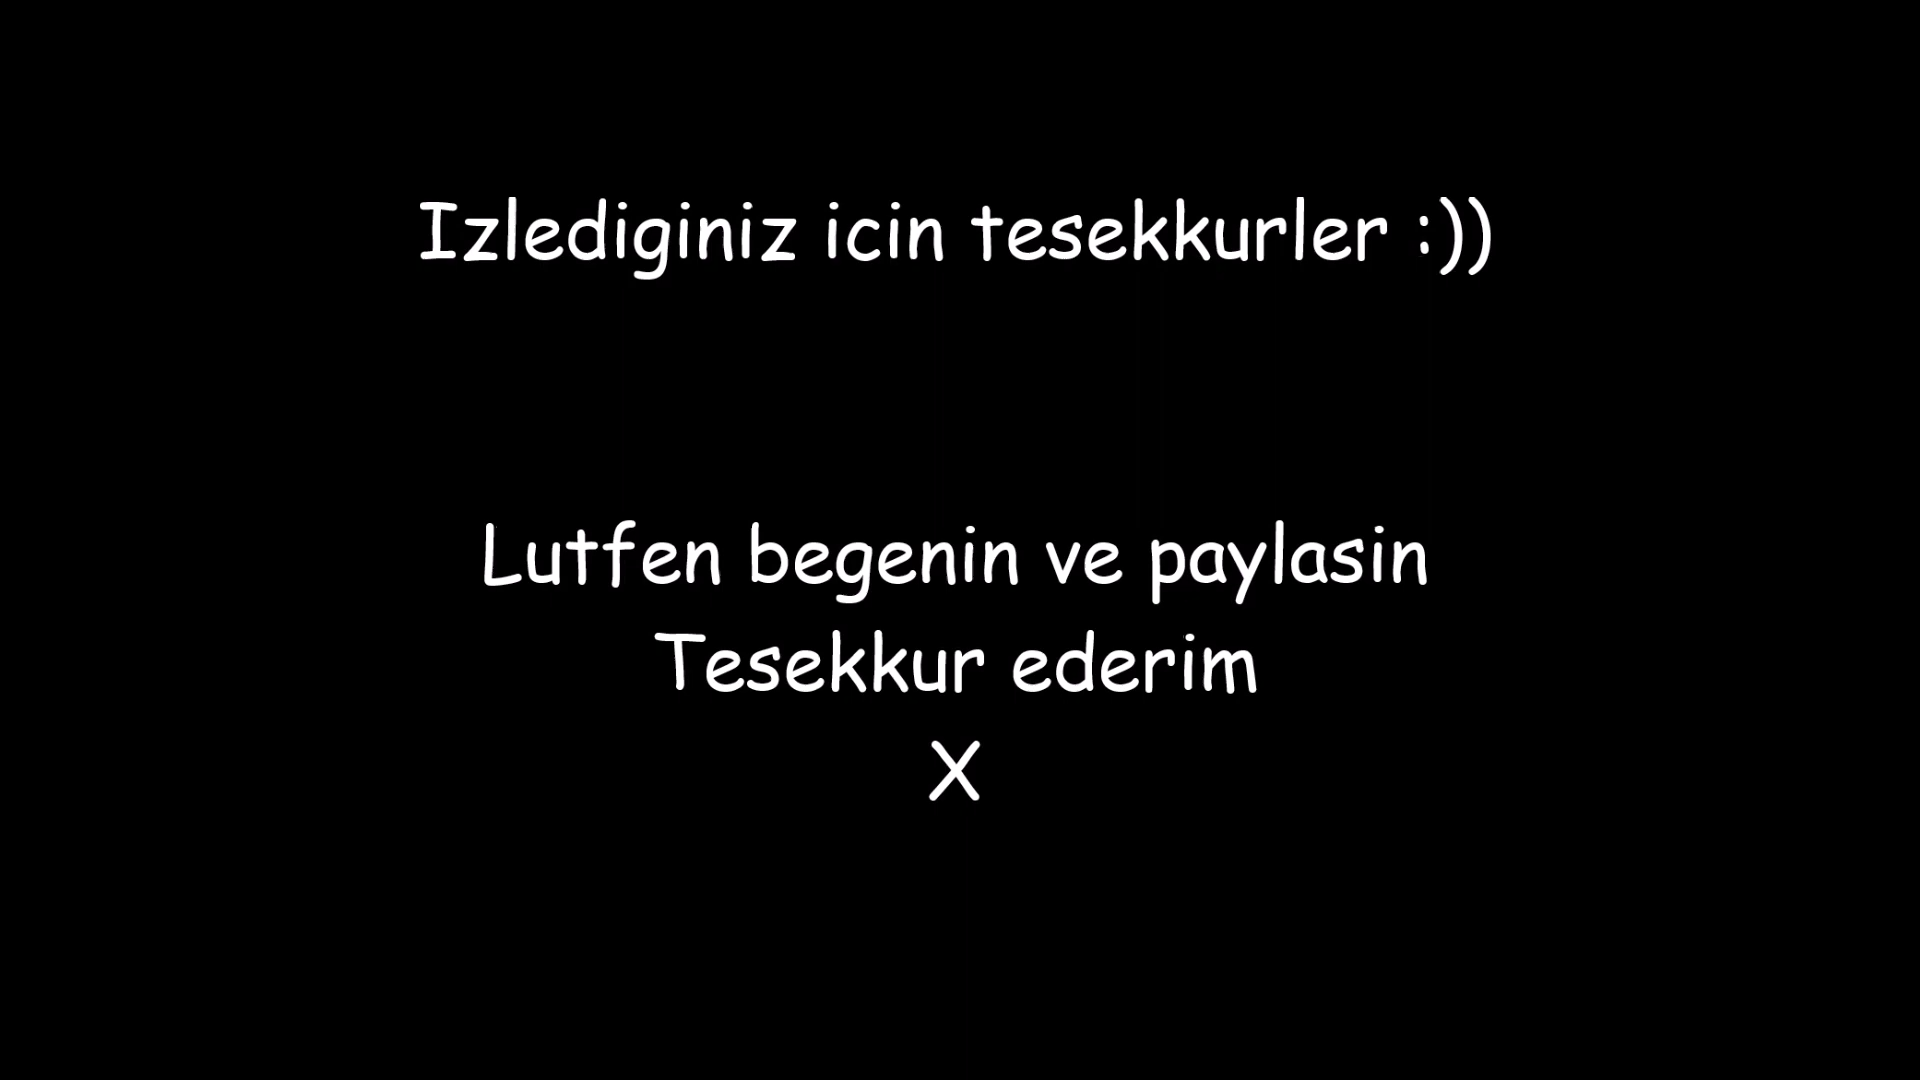 Izlediginiz icin tesekkurler :))
Lutfen begenin ve paylasin
Tesekkur ederim
X